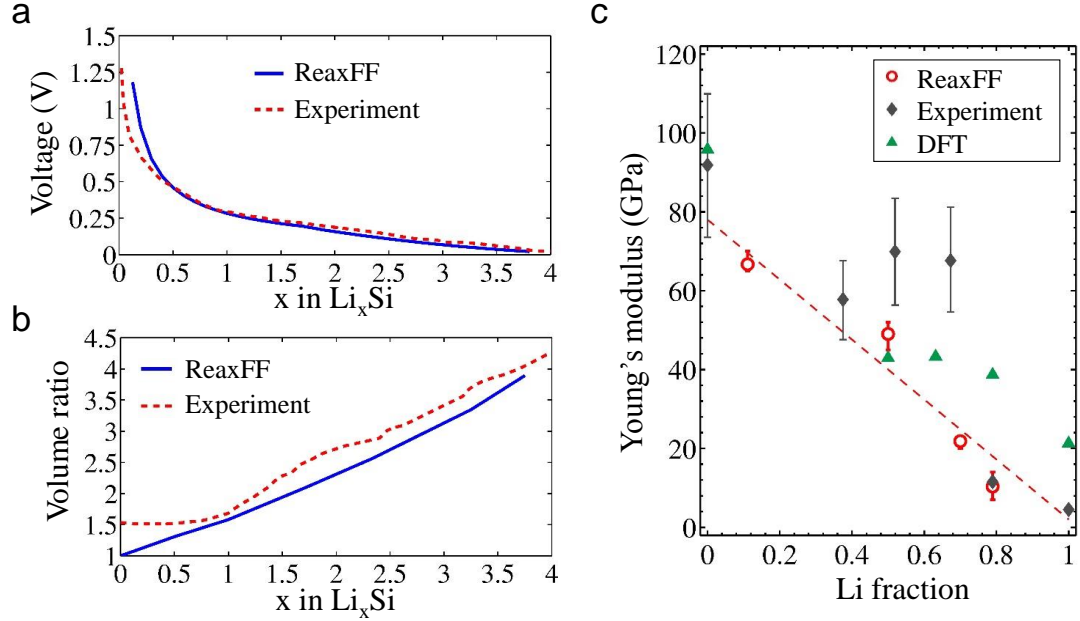 a
1.5
1.25
1
0.75
0.5
0.25
0
Voltage (V)
ReaxFF
Experiment
0 0.5 1 1.5 2 2.5 3 3.5 4
x in LixSi
b
4.5
4
3.5
3
2.5
2
1.5
1
Volume ratio
ReaxFF
Experiment
0 0.5 1 1.5 2 2.5 3 3.5 4
x in LixSi
c
120
100
80
60
40
20
0
Young's modulus (GPa)
ReaxFF
Experiment
DFT
0 0.4 0.6 0.8 1
Li fraction